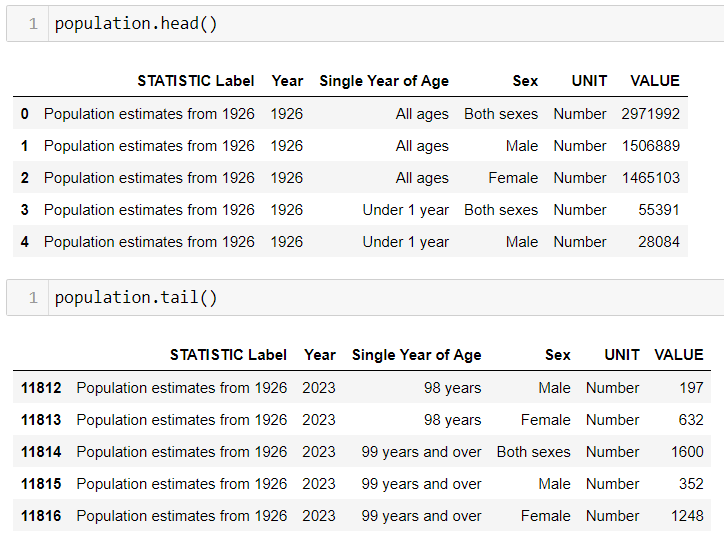 1 population.head()
STATISTIC Label Year Single Year of Age Sex UNIT VALUE
0 Population estimates from 1926 1926 All ages Both sexes Number 2971992
1 Population estimates from 1926 1926 All ages Male Number 1506889
2 Population estimates from 1926 1926 All ages Female Number 1465103
3 Population estimates from 1926 1926 Under 1 year Both sexes Number 55391
4 Population estimates from 1926 1926 Under 1 year Male Number 28084
1 population.tail()
STATISTIC Label Year Single Year of Age Sex UNIT VALUE
11812 Population estimates from 1926 2023 98 years Male Number 197
11813 Population estimates from 1926 2023 98 years Female Number 632
11814 Population estimates from 1926 2023 99 years and over Both sexes Number 1600
11815 Population estimates from 1926 2023 99 years and over Male Number 352
11816 Population estimates from 1926 2023 99 years and over Female Number 1248